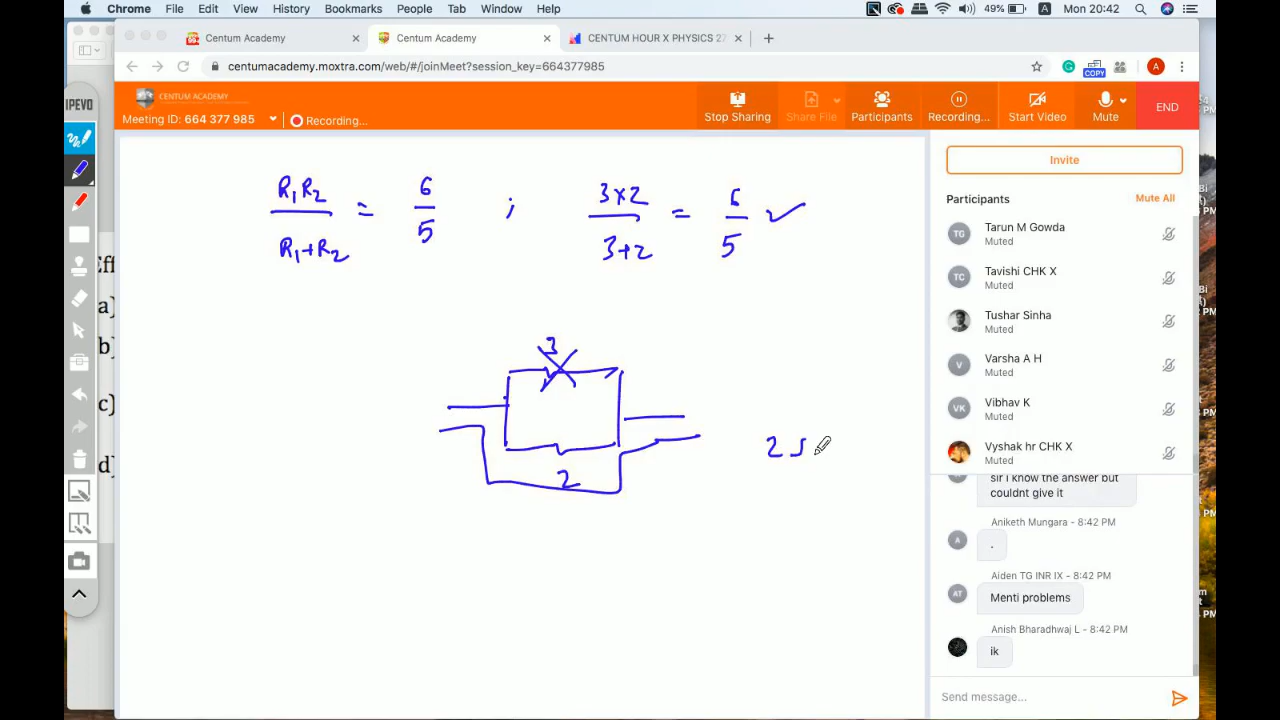 Chrome File Edit View History Bookmarks People Tab Window Help 49% A Mon 20:42
Centum Academy Centum Academy CENTUM HOUR X PHYSICS 27
centumacademy.moxtra.com/web/#/joinMeet?session_key=664377985 COPY A
IPEVO
CENTUM ACADEMY
Meeting ID: 664 377 985 Recording...
Stop Sharing Share File Participants Recording... Start Video Mute END
R₁R₂ / R₁+R₂ = 6/5 ; 3×2 / 3+2 = 6/5 ✓
3
2
2
a)
b)
c)
d)
Invite
Participants Mute All
TG Tarun M Gowda
Muted
TC Tavishi CHK X
Muted
Tushar Sinha
Muted
V Varsha A H
Muted
VK Vibhav K
Muted
Vyshak hr CHK X
Muted
sir I know the answer but
couldnt give it
Aniketh Mungara - 8:42 PM
A .
Aiden TG INR IX - 8:42 PM
AT Menti problems
Anish Bharadhwaj L - 8:42 PM
ik
Send message...